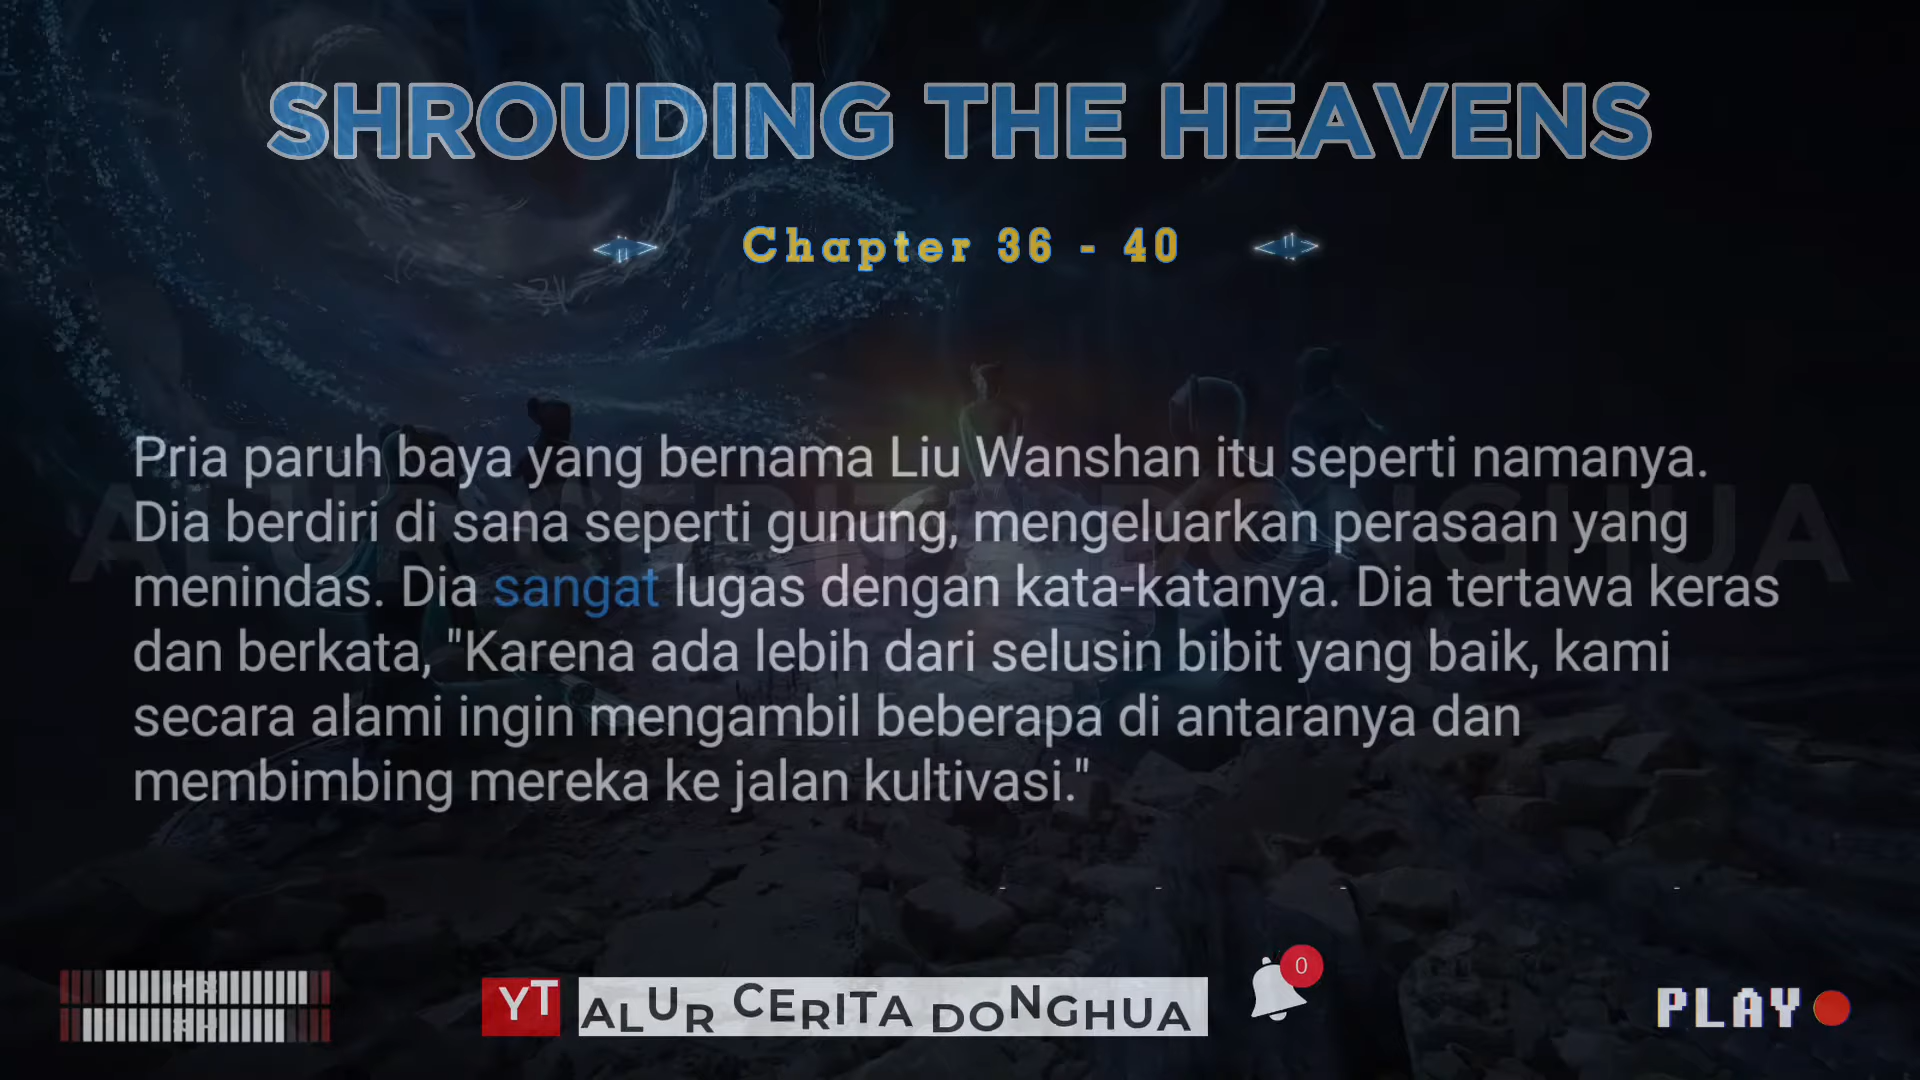 SHROUDING THE HEAVENS
Chapter 36 - 40
Pria paruh baya yang bernama Liu Wanshan itu seperti namanya.
Dia berdiri di sana seperti gunung, mengeluarkan perasaan yang
menindas. Dia sangat lugas dengan kata-katanya. Dia tertawa keras
dan berkata, "Karena ada lebih dari selusin bibit yang baik, kami
secara alami ingin mengambil beberapa di antaranya dan
membimbing mereka ke jalan kultivasi."
ALUR CERITA DONGHUA
YT ALUR CERITA DONGHUA
0
PLAY